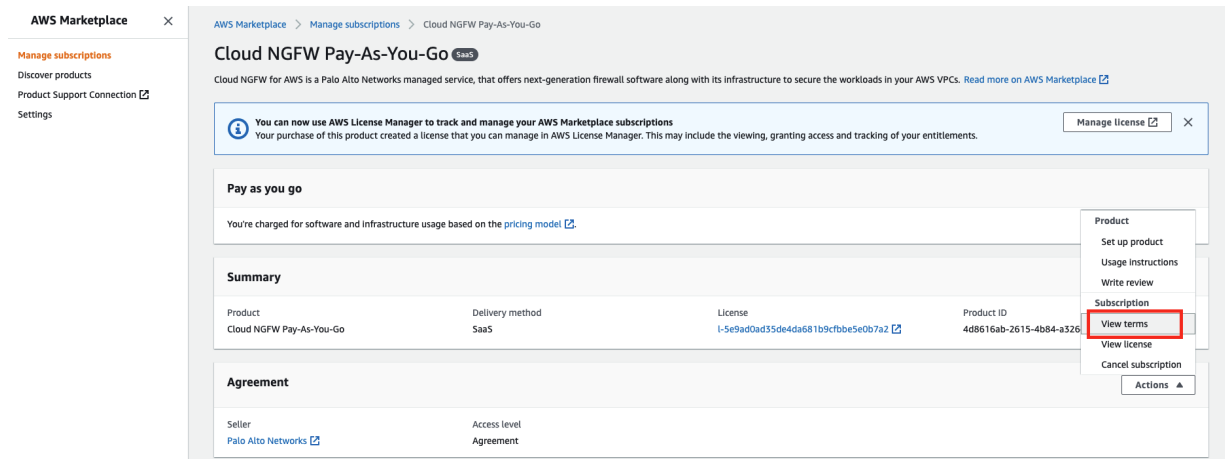 AWS Marketplace
Manage subscriptions
Discover products
Product Support Connection
Settings
AWS Marketplace > Manage subscriptions > Cloud NGFW Pay-As-You-Go
Cloud NGFW Pay-As-You-Go SaaS
Cloud NGFW for AWS is a Palo Alto Networks managed service, that offers next-generation firewall software along with its infrastructure to secure the workloads in your AWS VPCs. Read more on AWS Marketplace
You can now use AWS License Manager to track and manage your AWS Marketplace subscriptions
Your purchase of this product created a license that you can manage in AWS License Manager. This may include the viewing, granting access and tracking of your entitlements.
Manage license
Pay as you go
You're charged for software and infrastructure usage based on the pricing model.
Product
Set up product
Usage instructions
Write review
Subscription
View terms
View license
Cancel subscription
Actions
Summary
Product
Cloud NGFW Pay-As-You-Go
Delivery method
SaaS
License
l-5e9ad0ad35de4da681b9cfbbe5e0b7a2
Product ID
4d8616ab-2615-4b84-a326
Agreement
Seller
Palo Alto Networks
Access level
Agreement